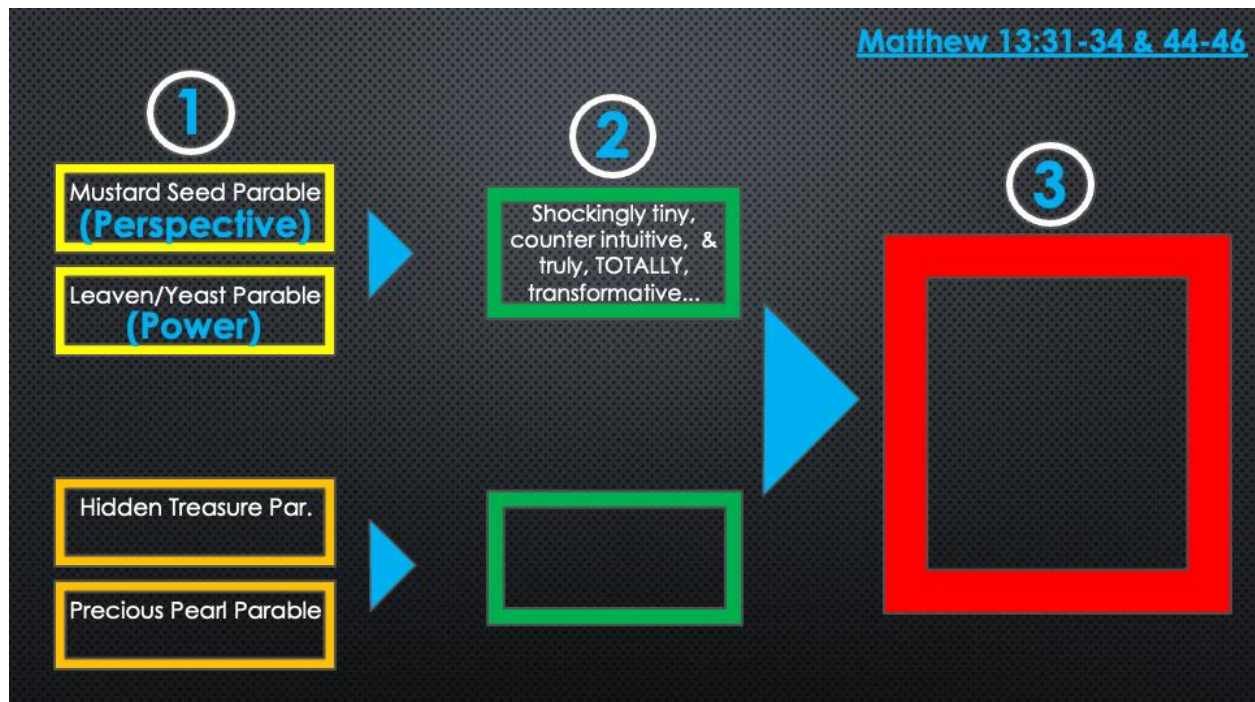 Matthew 13:31-34 & 44-46
1
Mustard Seed Parable
(Perspective)
Leaven/Yeast Parable
(Power)
Hidden Treasure Par.
Precious Pearl Parable
2
Shockingly tiny,
counter intuitive, &
truly, TOTALLY,
transformative...
3